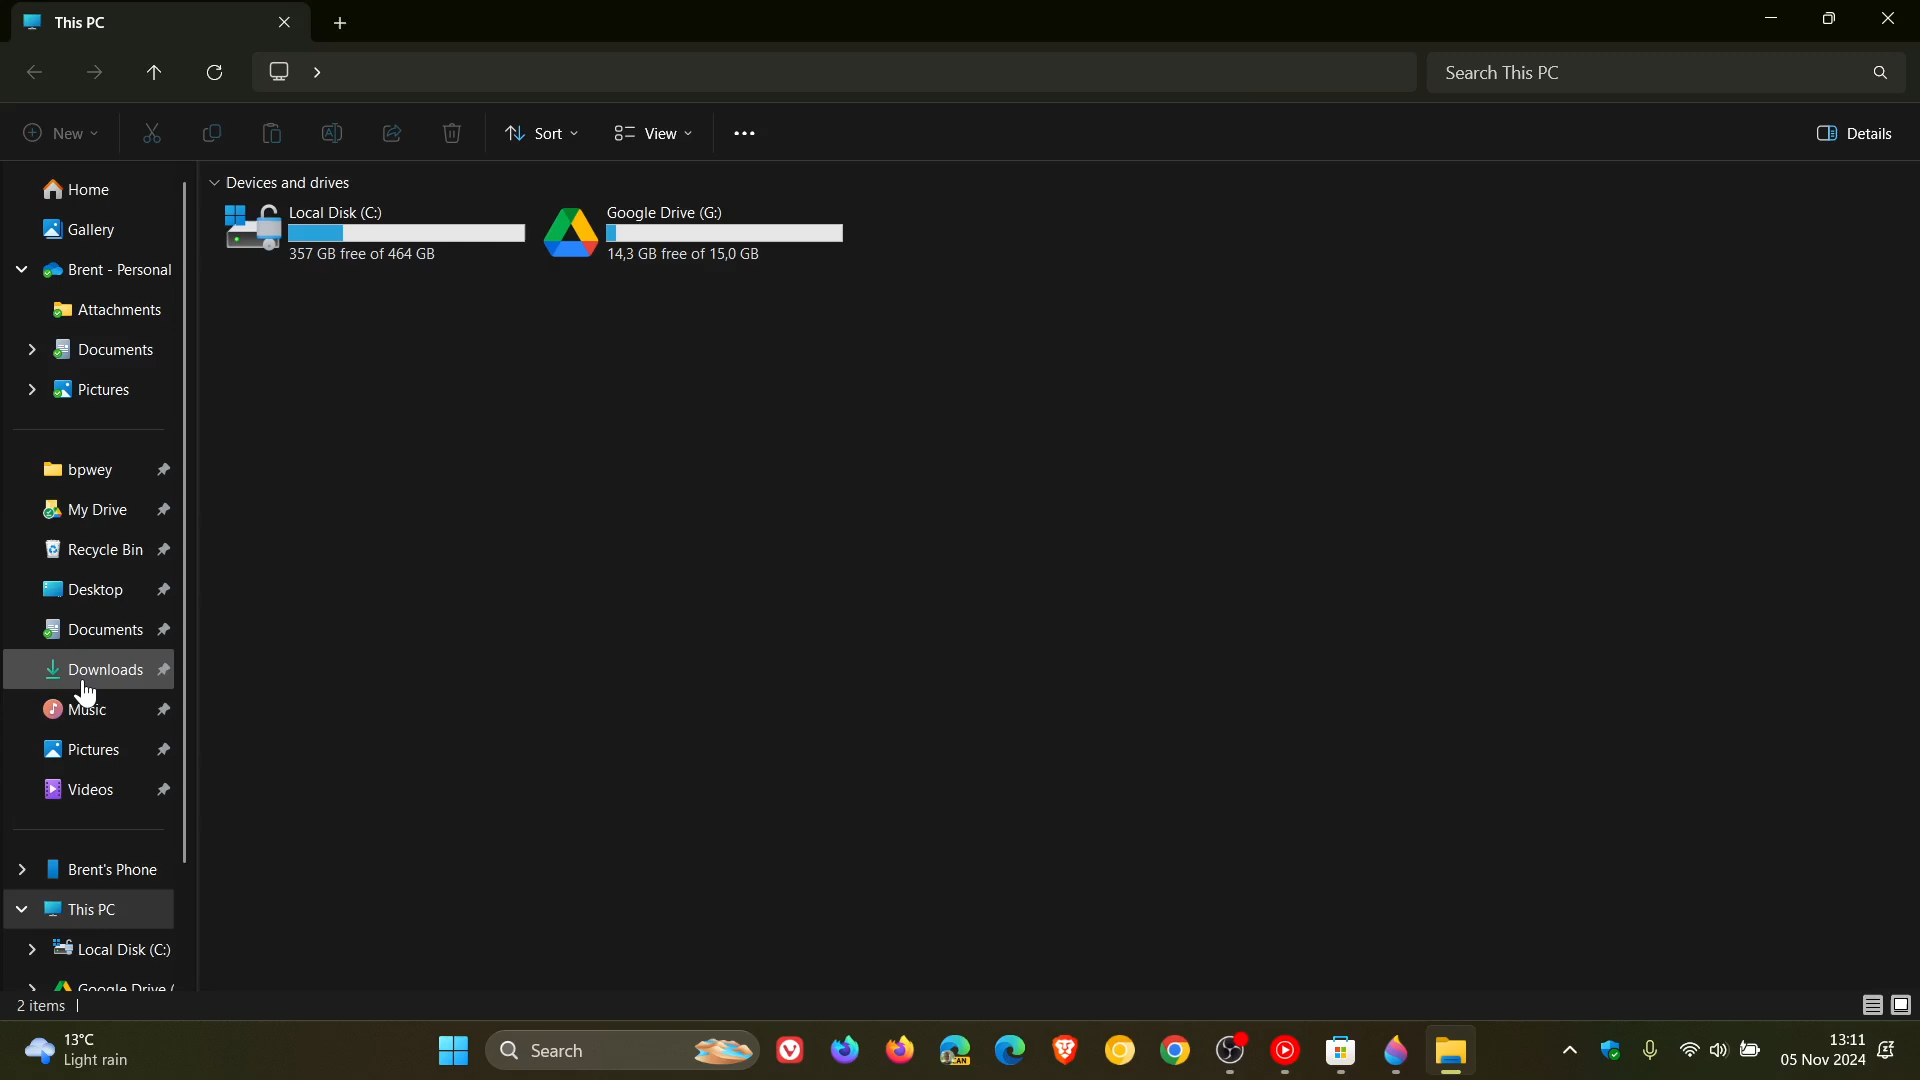 This PC
Search This PC
New
Sort
View
Details
Home
Gallery
Brent - Personal
Attachments
Documents
Pictures
bpwey
My Drive
Recycle Bin
Desktop
Documents
Downloads
Music
Pictures
Videos
Brent's Phone
This PC
Local Disk (C:)
Google Drive (
Devices and drives
Local Disk (C:)
357 GB free of 464 GB
Google Drive (G:)
14,3 GB free of 15,0 GB
2 items
13°C
Light rain
Search
CAN
13:11
05 Nov 2024